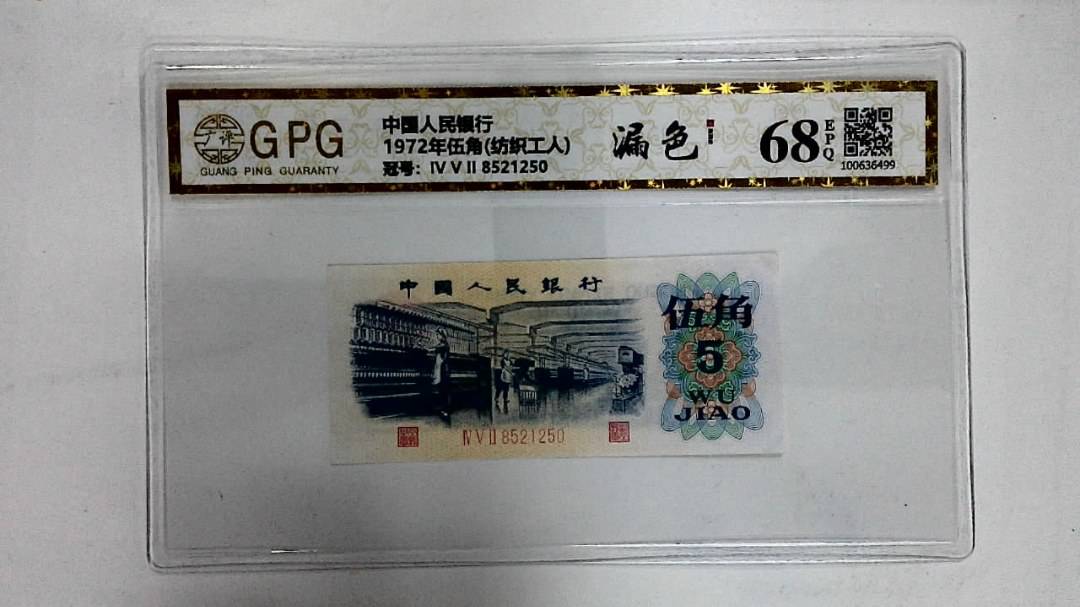 GPG
GUANG PING GUARANTY
中国人民银行
1972年伍角(纺织工人)
冠号: IV V II 8521250
漏色
68 EPQ
100636499
中國人民銀行
伍角
5
WU
JIAO
IV V II 8521250